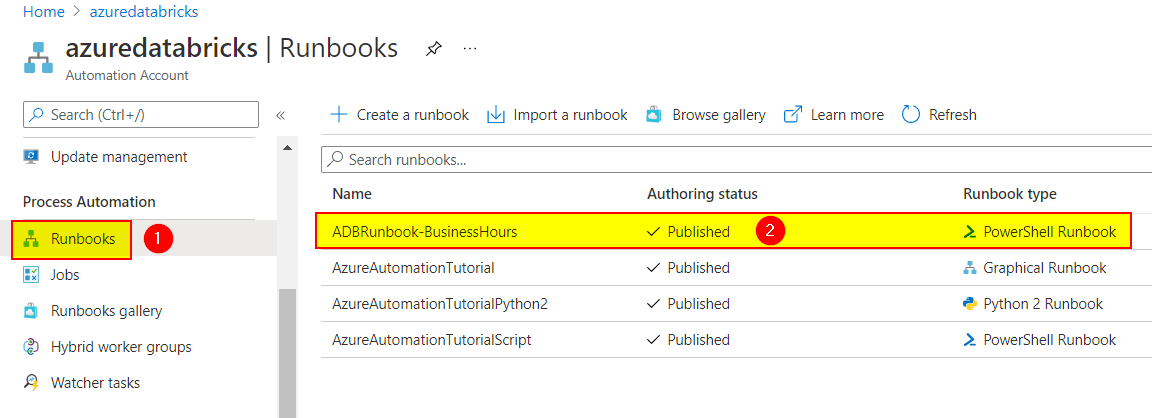 Home > azuredatabricks
azuredatabricks | Runbooks ...
Automation Account
Search (Ctrl+/) «
Create a runbook Import a runbook Browse gallery Learn more Refresh
Update management
Search runbooks...
Process Automation
Name Authoring status Runbook type
Runbooks 1
ADBRunbook-BusinessHours Published 2 PowerShell Runbook
Jobs
AzureAutomationTutorial Published Graphical Runbook
Runbooks gallery
AzureAutomationTutorialPython2 Published Python 2 Runbook
Hybrid worker groups
AzureAutomationTutorialScript Published PowerShell Runbook
Watcher tasks